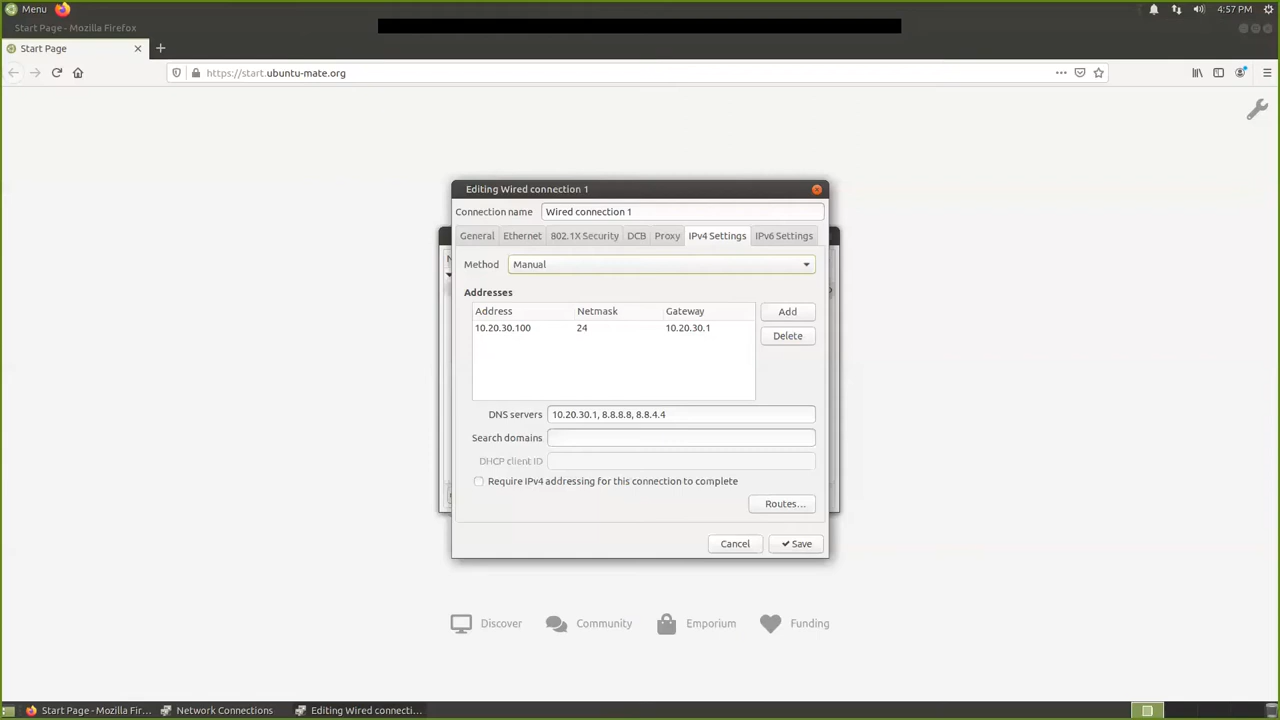 Menu
4:57 PM
Start Page - Mozilla Firefox
Start Page
https://start.ubuntu-mate.org
Editing Wired connection 1
Connection name Wired connection 1
General Ethernet 802.1X Security DCB Proxy IPv4 Settings IPv6 Settings
Method Manual
Addresses
Address Netmask Gateway
10.20.30.100 24 10.20.30.1
Add
Delete
DNS servers 10.20.30.1, 8.8.8.8, 8.8.4.4
Search domains
DHCP client ID
Require IPv4 addressing for this connection to complete
Routes...
Cancel Save
Discover Community Emporium Funding
Start Page - Mozilla Fir... Network Connections Editing Wired connecti...